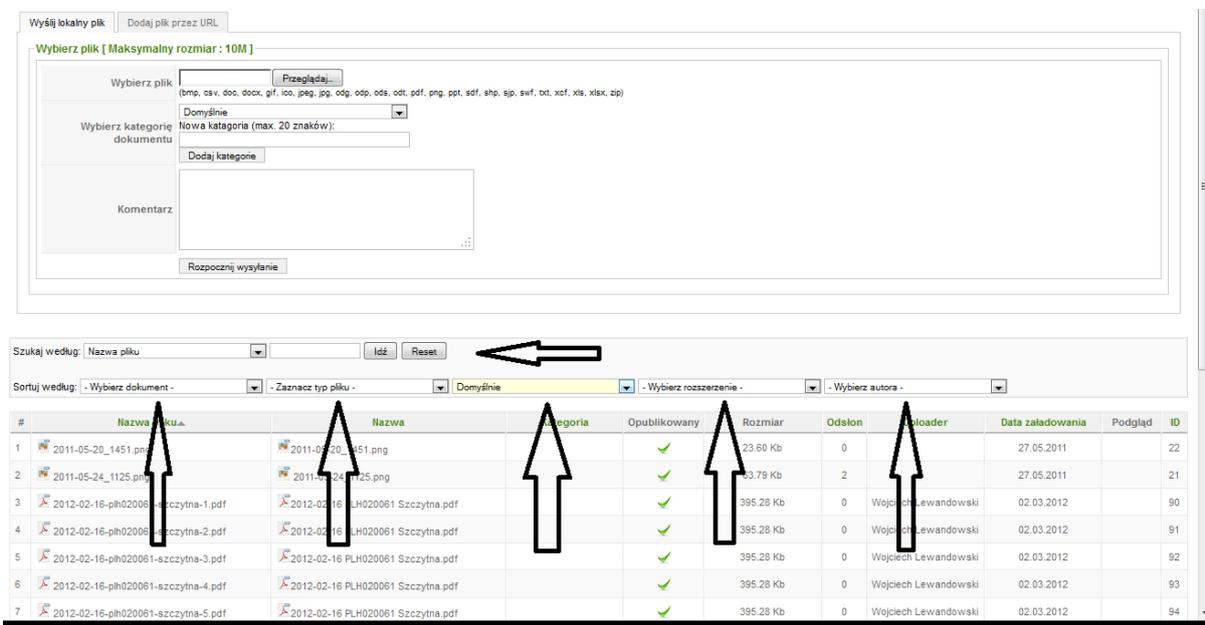 Wyślij lokalny plik Dodaj plik przez URL
Wybierz plik [ Maksymalny rozmiar : 10M ]
Wybierz plik Przeglądaj...
(bmp, csv, doc, docx, gif, ico, jpeg, jpg, odg, odp, ods, odt, pdf, png, ppt, sdf, shp, sjp, swf, txt, xcf, xls, xlsx, zip)
Domyślnie
Wybierz kategorię Nowa katagoria (max. 20 znaków):
dokumentu
Dodaj kategorie
Komentarz
Rozpocznij wysyłanie
Szukaj według: Nazwa pliku Idź Reset
Sortuj według: - Wybierz dokument - - Zaznacz typ pliku - Domyślnie - Wybierz rozszerzenie - - Wybierz autora -
# Nazwa pliku Nazwa Kategoria Opublikowany Rozmiar Odsłon Uploader Data załadowania Podgląd ID
1 2011-05-20_1451.png 2011-05-20_1451.png 23.60 Kb 0 27.05.2011 22
2 2011-05-24_1125.png 2011-05-24_1125.png 63.79 Kb 2 27.05.2011 21
3 2012-02-16-plh020061-szczytna-1.pdf 2012-02-16 PLH020061 Szczytna.pdf 395.28 Kb 0 Wojciech Lewandowski 02.03.2012 90
4 2012-02-16-plh020061-szczytna-2.pdf 2012-02-16 PLH020061 Szczytna.pdf 395.28 Kb 0 Wojciech Lewandowski 02.03.2012 91
5 2012-02-16-plh020061-szczytna-3.pdf 2012-02-16 PLH020061 Szczytna.pdf 395.28 Kb 0 Wojciech Lewandowski 02.03.2012 92
6 2012-02-16-plh020061-szczytna-4.pdf 2012-02-16 PLH020061 Szczytna.pdf 395.28 Kb 0 Wojciech Lewandowski 02.03.2012 93
7 2012-02-16-plh020061-szczytna-5.pdf 2012-02-16 PLH020061 Szczytna.pdf 395.28 Kb 0 Wojciech Lewandowski 02.03.2012 94